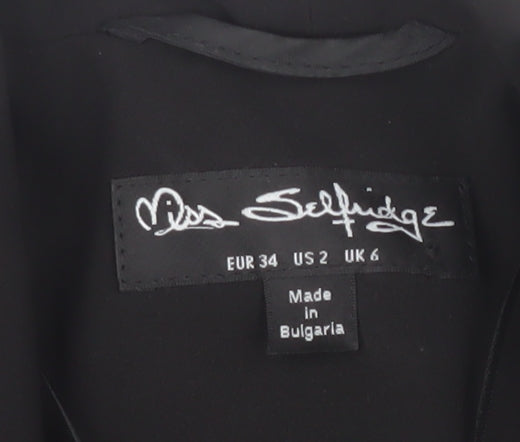 Miss Selfridge
EUR 34 US 2 UK 6
Made
in
Bulgaria